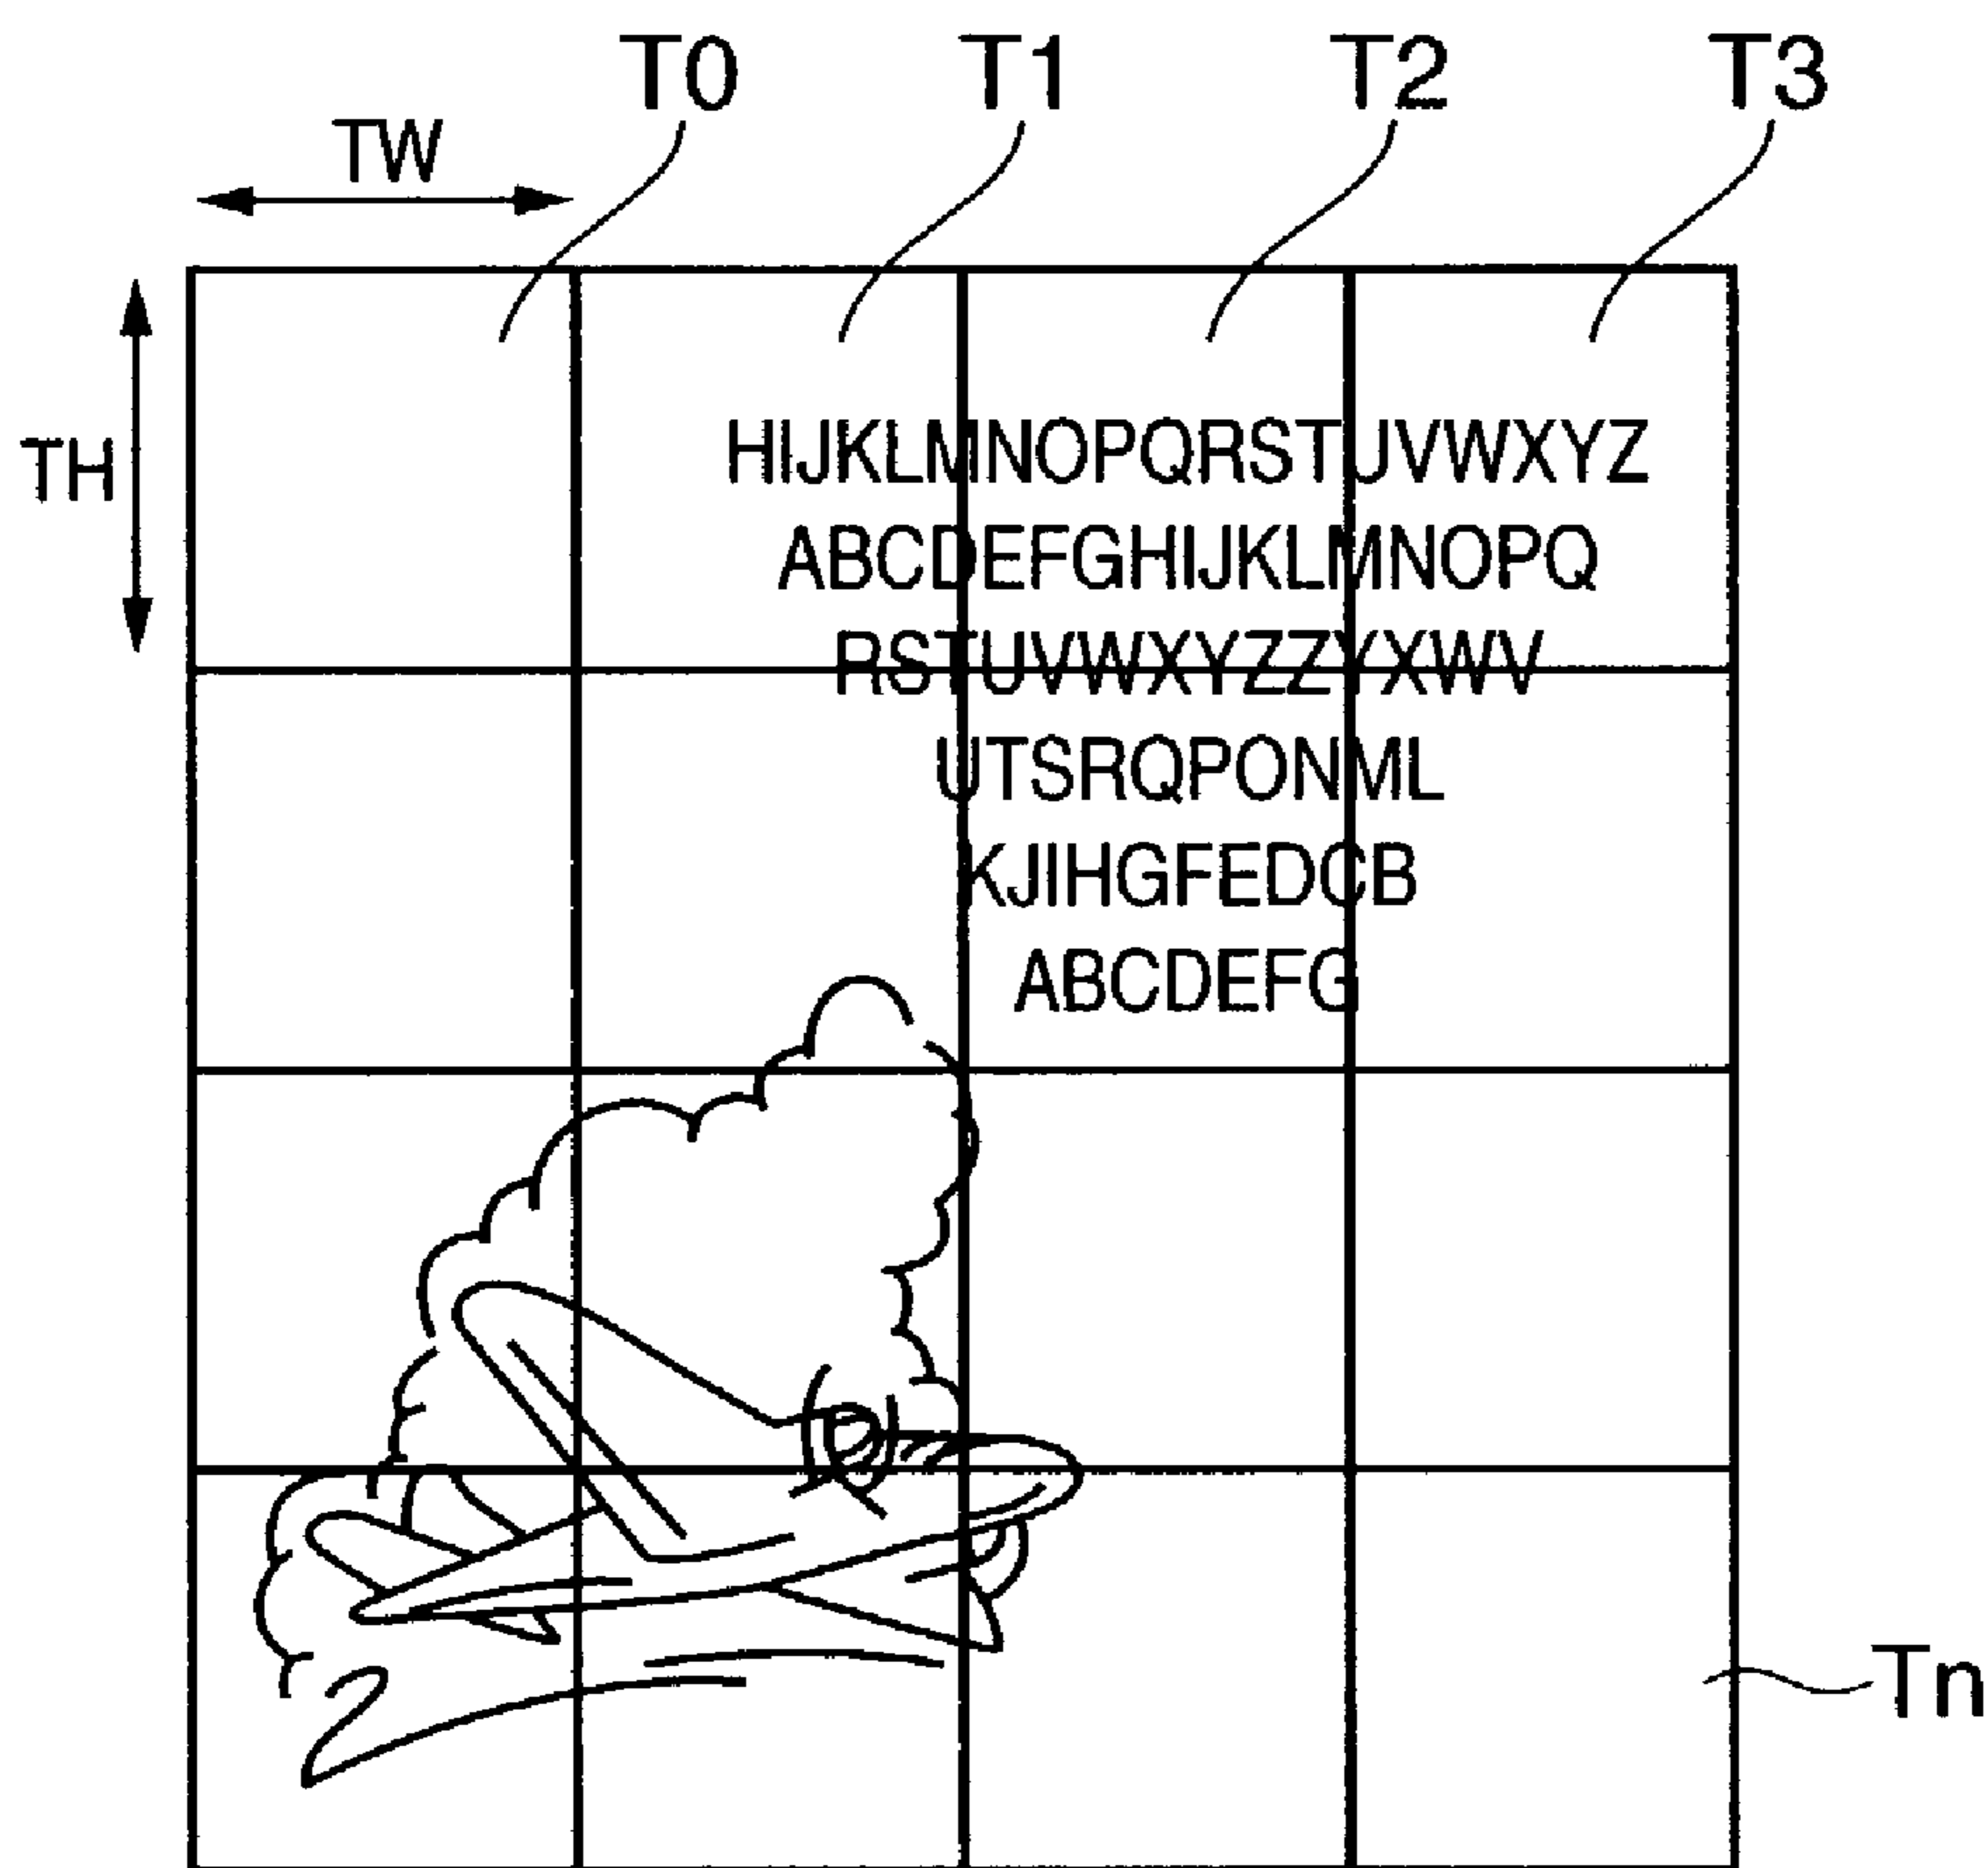 T0 T1 T2 T3
TW
TH
HIJKLMNOPQRSTUVWXYZ
ABCDEFGHIJKLMNOPQ
RSTUVWXYZZYXWV
UTSRQPONML
KJIHGFEDCB
ABCDEFG
Tn